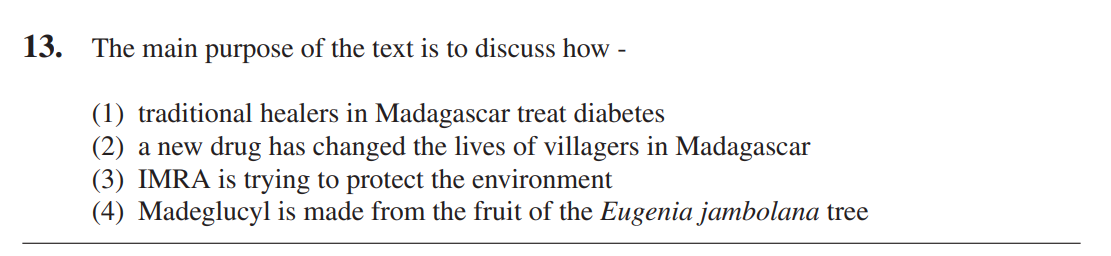 13. The main purpose of the text is to discuss how -
(1) traditional healers in Madagascar treat diabetes
(2) a new drug has changed the lives of villagers in Madagascar
(3) IMRA is trying to protect the environment
(4) Madeglucyl is made from the fruit of the Eugenia jambolana tree